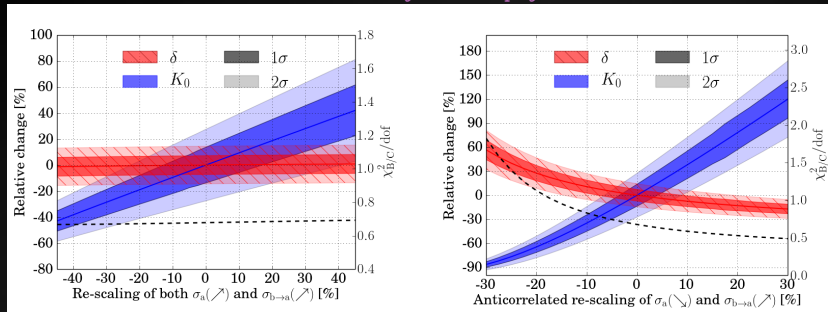 100
80
60
40
20
0
-20
-40
-60
-80
Relative change [%]
δ
K₀
1σ
2σ
1.8
1.6
1.4
1.2
1.0
0.8
0.6
0.4
χ²B/C/dof
-40 -30 -20 -10 0 10 20 30 40
Re-scaling of both σa(↗) and σb→a(↗) [%]
180
150
120
90
60
30
0
-30
-60
-90
Relative change [%]
δ
K₀
1σ
2σ
3.0
2.5
2.0
1.5
1.0
0.5
0.0
χ²B/C/dof
-30 -20 -10 0 10 20 30
Anticorrelated re-scaling of σa(↘) and σb→a(↗) [%]